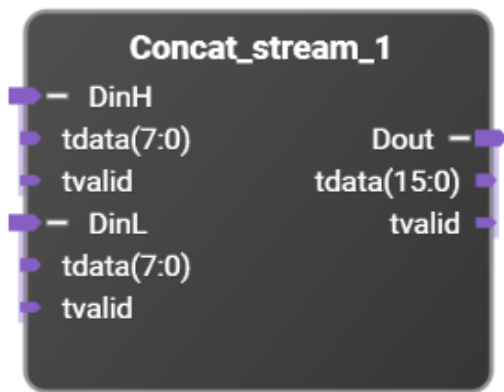 Concat_stream_1
DinH
tdata(7:0)
Dout
tvalid
tdata(15:0)
DinL
tvalid
tdata(7:0)
tvalid